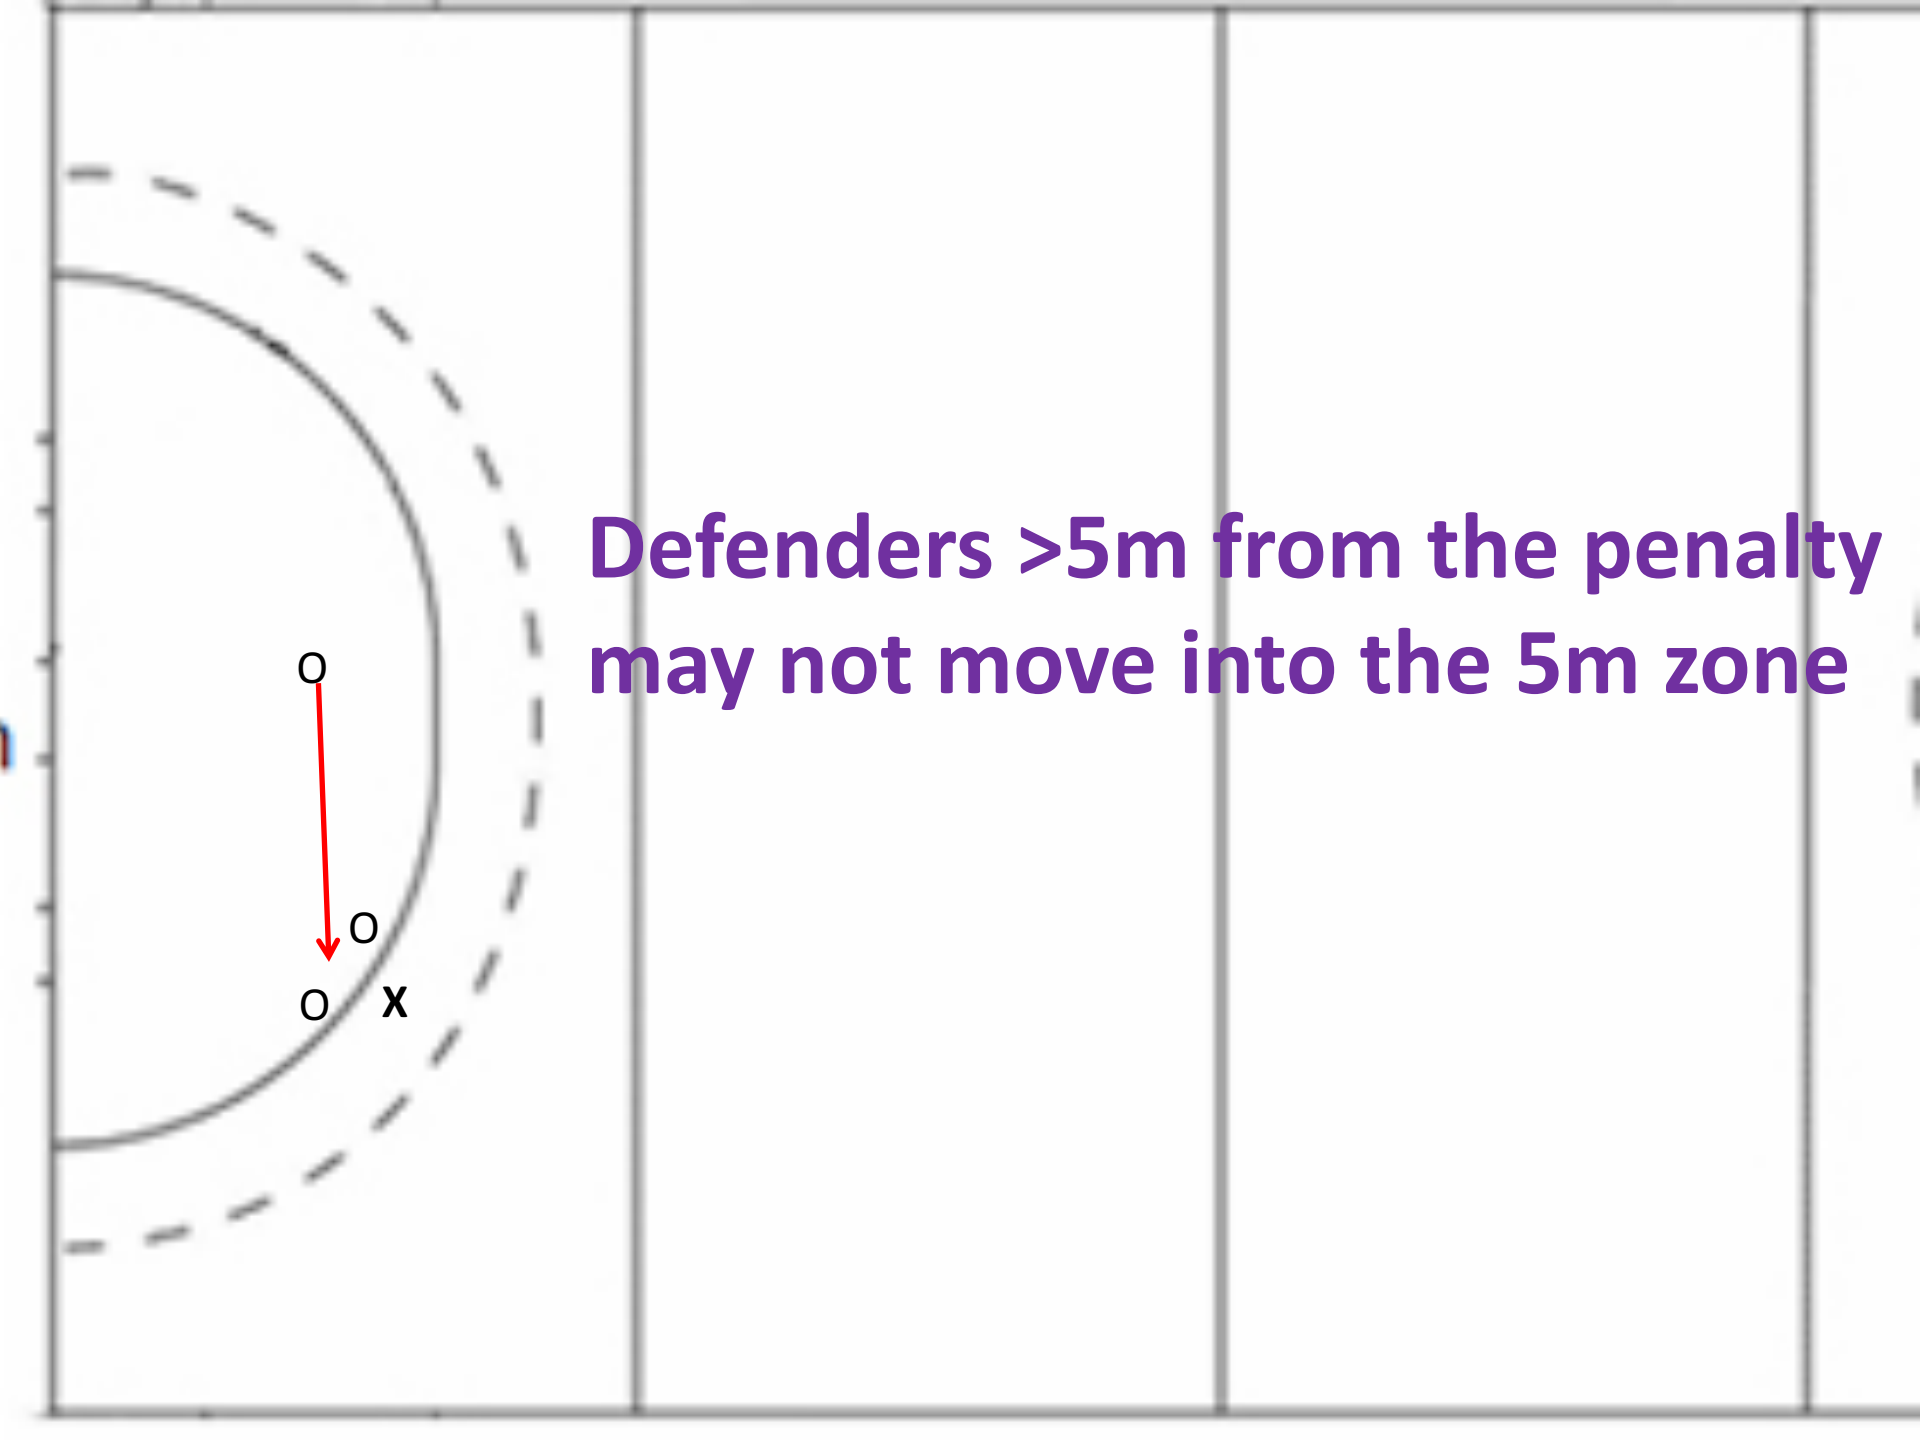 Defenders >5m from the penalty
may not move into the 5m zone
O
O
O X